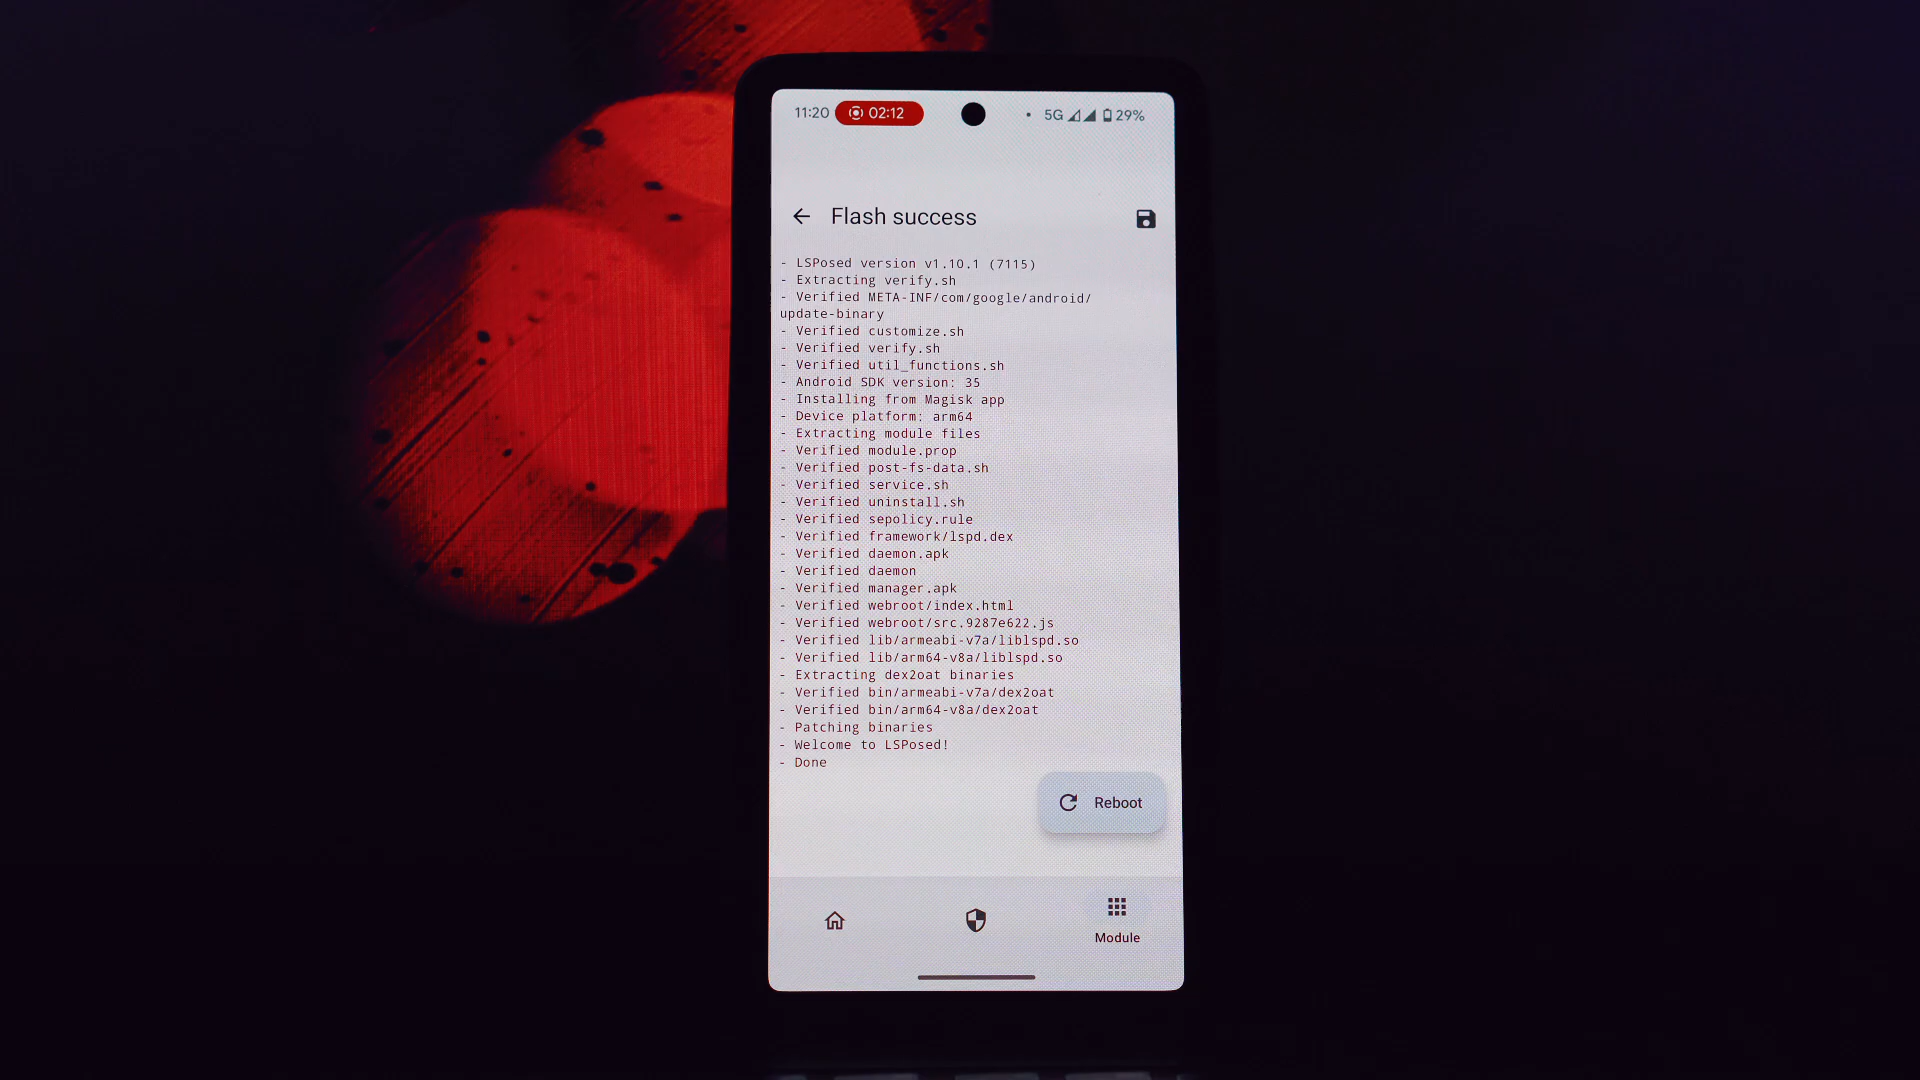 11:20 02:12 5G 29%
Flash success
- LSPosed version v1.10.1 (7115)
- Extracting verify.sh
- Verified META-INF/com/google/android/
update-binary
- Verified customize.sh
- Verified verify.sh
- Verified util_functions.sh
- Android SDK version: 35
- Installing from Magisk app
- Device platform: arm64
- Extracting module files
- Verified module.prop
- Verified post-fs-data.sh
- Verified service.sh
- Verified uninstall.sh
- Verified sepolicy.rule
- Verified framework/lspd.dex
- Verified daemon.apk
- Verified daemon
- Verified manager.apk
- Verified webroot/index.html
- Verified webroot/src.9287e622.js
- Verified lib/armeabi-v7a/liblspd.so
- Verified lib/arm64-v8a/liblspd.so
- Extracting dex2oat binaries
- Verified bin/armeabi-v7a/dex2oat
- Verified bin/arm64-v8a/dex2oat
- Patching binaries
- Welcome to LSPosed!
- Done
Reboot
Module